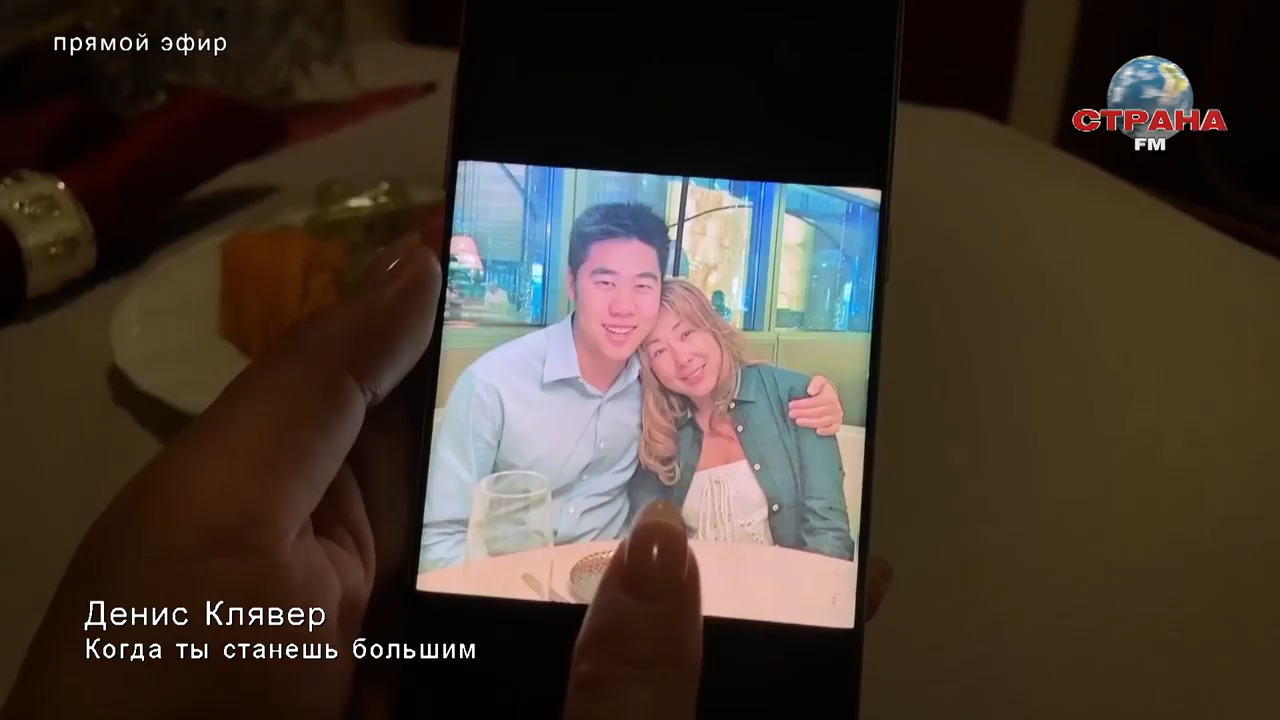 прямой эфир
СТРАНА
FM
Денис Клявер
Когда ты станешь большим